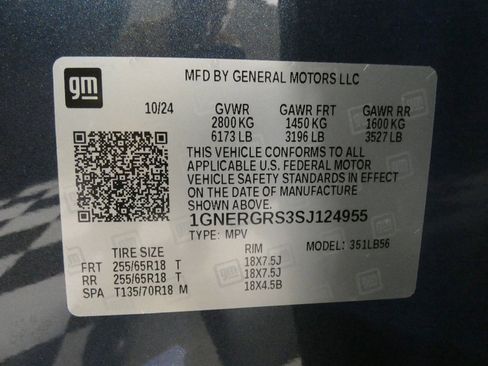 gm
MFD BY GENERAL MOTORS LLC
10/24 GVWR GAWR FRT GAWR RR
2800 KG 1450 KG 1600 KG
6173 LB 3196 LB 3527 LB
THIS VEHICLE CONFORMS TO ALL
APPLICABLE U.S. FEDERAL MOTOR
VEHICLE SAFETY STANDARDS IN EFFECT
ON THE DATE OF MANUFACTURE
SHOWN ABOVE.
1GNERGRS3SJ124955
TYPE: MPV MODEL: 351LB56
TIRE SIZE RIM
FRT 255/65R18 T 18X7.5J
RR 255/65R18 T 18X7.5J
SPA T135/70R18 M 18X4.5B